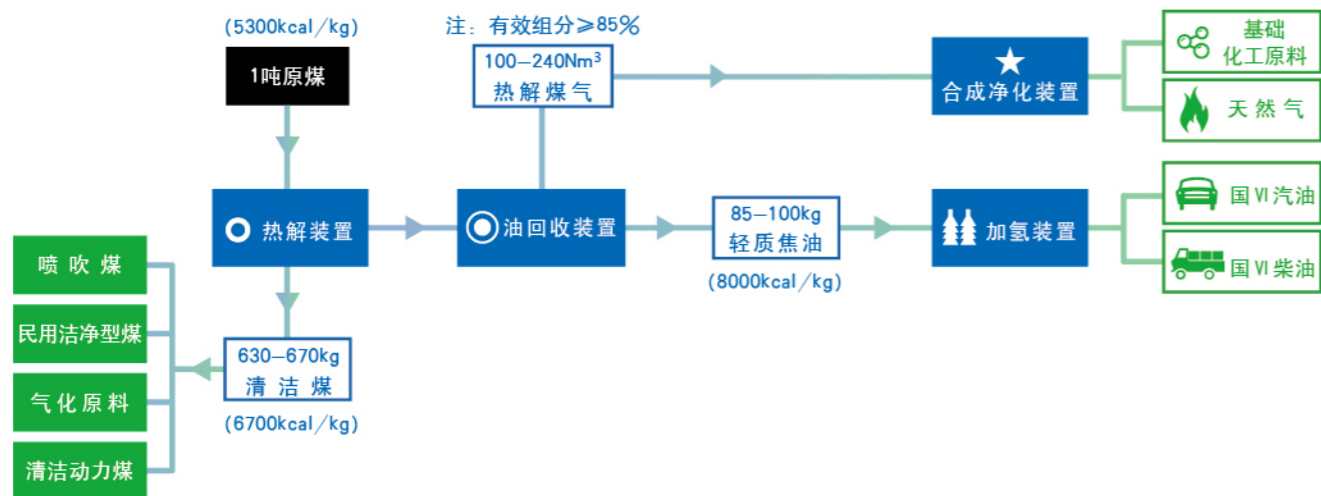 (5300kcal/kg)
1吨原煤
注：有效组分≥85%
100-240Nm³
热解煤气
合成净化装置
基础
化工原料
天然气
热解装置
油回收装置
85-100kg
轻质焦油
(8000kcal/kg)
加氢装置
国Ⅵ汽油
国Ⅵ柴油
喷吹煤
民用洁净型煤
气化原料
清洁动力煤
630-670kg
清洁煤
(6700kcal/kg)